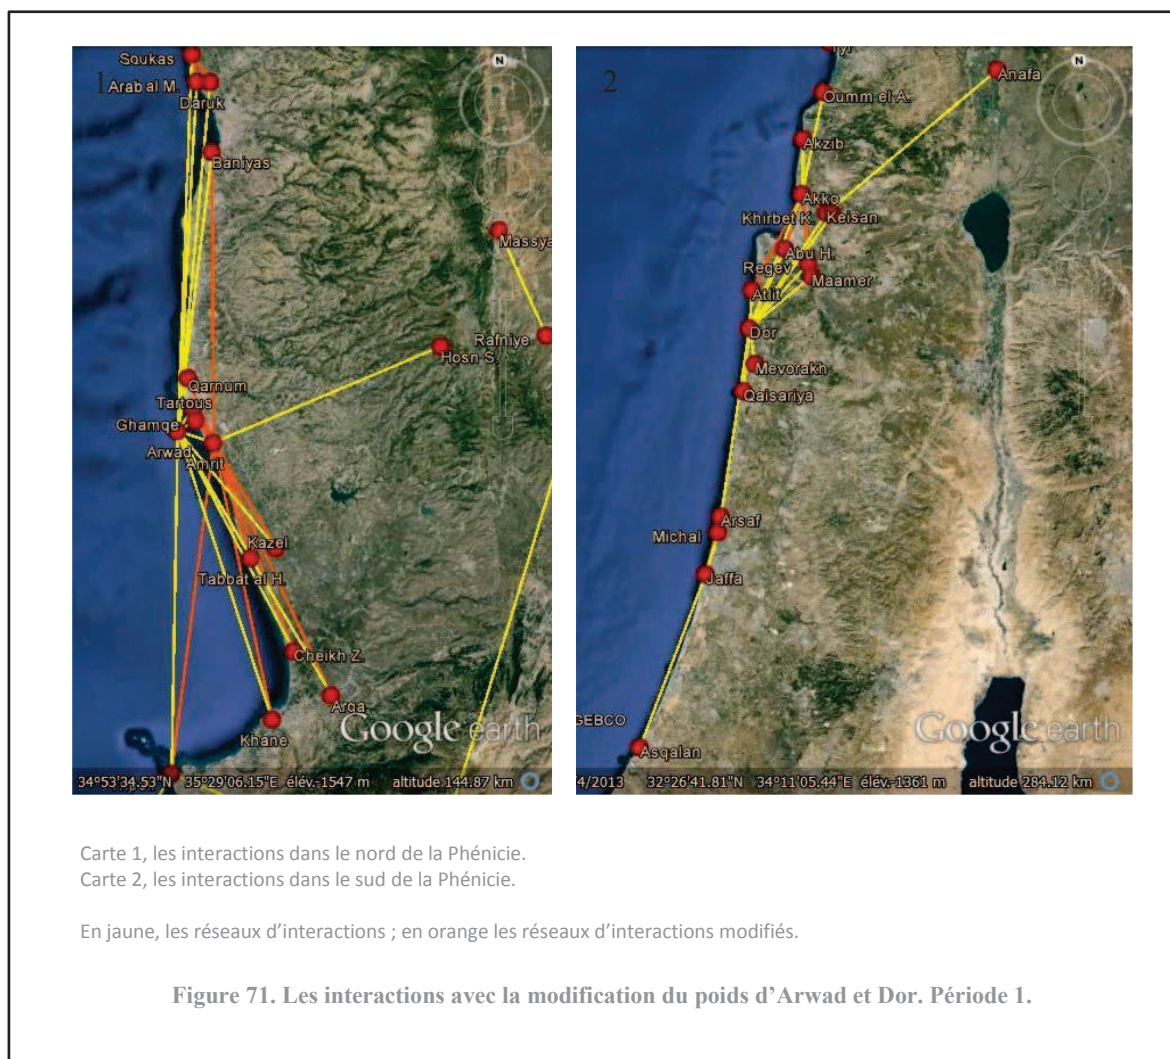 1
Soukas
Arab al M.
Daruk
Baniyas
Massya
Rafniye
Hosn S.
Qarnum
Tartous
Ghamqe
Arwad
Amrit
Kazel
Tabbat al H.
Cheikh Z.
Arqa
Khane
N
Google earth
34°53'34.53"N 35°29'06.15"E élév.-1547 m altitude 144.87 km
2
Anafa
Oumm el A.
Akzib
Akko
Khirbet K.
Keisan
Abu H.
Regev
Maamer
Atlit
Dor
Mevorakh
Qaisariya
Arsaf
Michal
Jaffa
GEBCO
Asqalan
N
Google earth
4/2013 32°26'41.81"N 34°11'05.44"E élév.-1361 m altitude 284.12 km
Carte 1, les interactions dans le nord de la Phénicie.
Carte 2, les interactions dans le sud de la Phénicie.
En jaune, les réseaux d'interactions ; en orange les réseaux d'interactions modifiés.
Figure 71. Les interactions avec la modification du poids d'Arwad et Dor. Période 1.